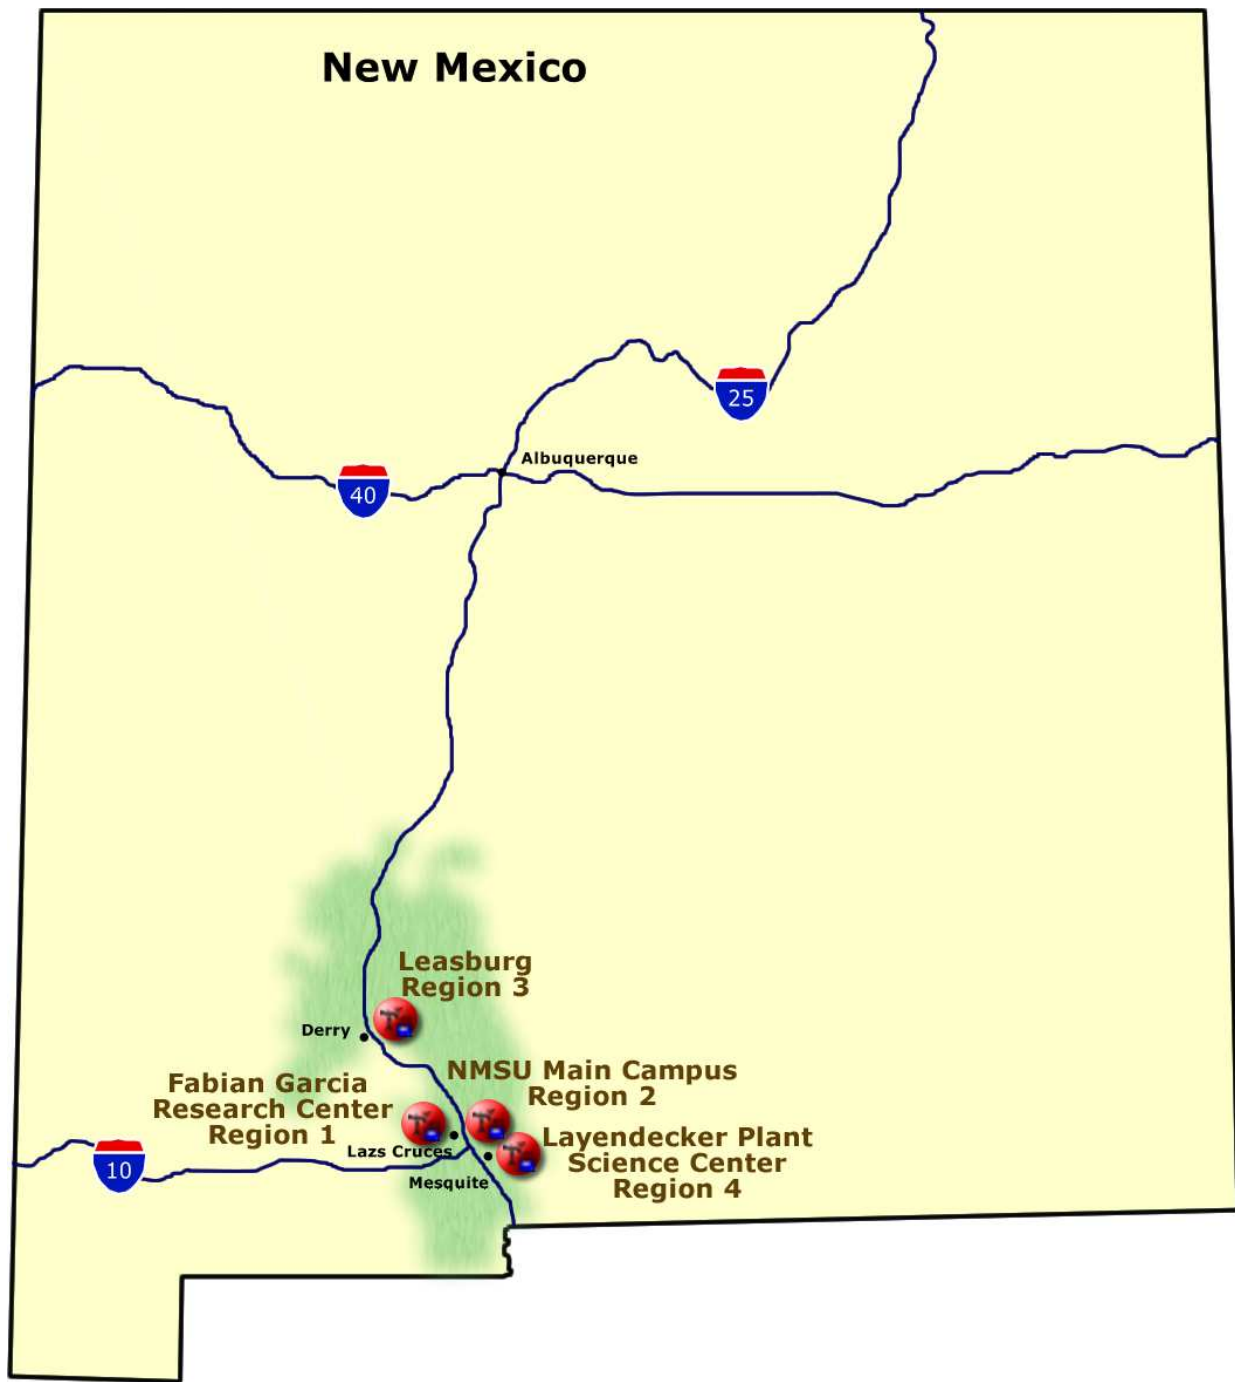 New Mexico
25
Albuquerque
40
Leasburg
Region 3
Derry
NMSU Main Campus
Region 2
Fabian Garcia
Research Center
Region 1
Lazs Cruces
Layendecker Plant
Science Center
Region 4
10
Mesquite